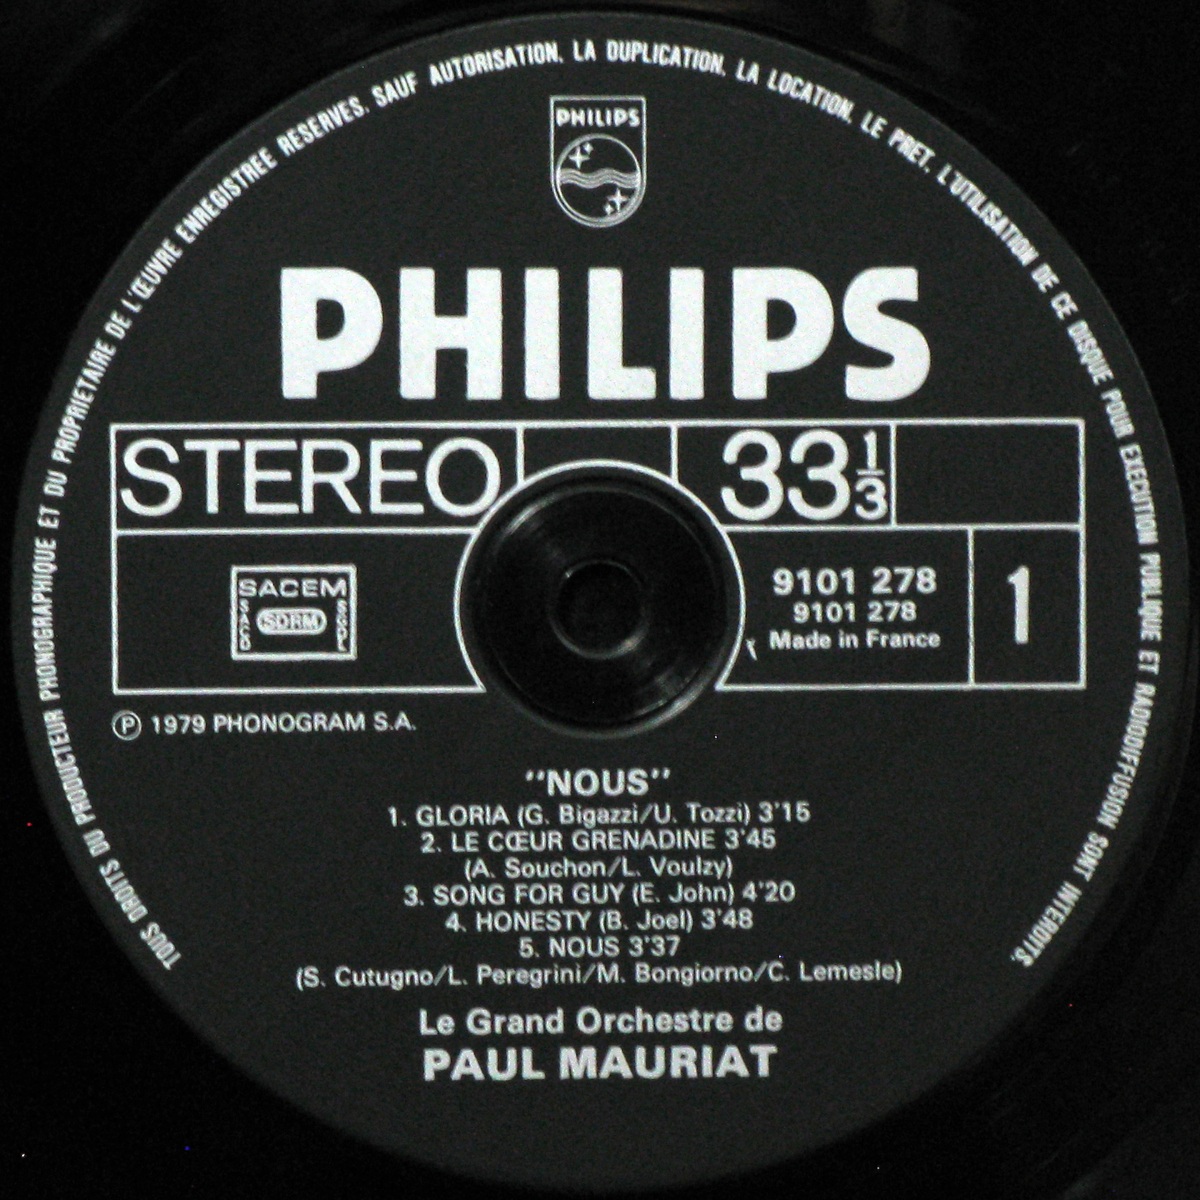 TOUS DROITS DU PRODUCTEUR PHONOGRAPHIQUE ET DU PROPRIETAIRE DE L'ŒUVRE ENREGISTREE RESERVES. SAUF AUTORISATION, LA DUPLICATION, LA LOCATION, LE PRET, L'UTILISATION DE CE DISQUE POUR EXECUTION PUBLIQUE ET RADIODIFFUSION SONT INTERDITS.
PHILIPS
PHILIPS
STEREO
33 1/3
SACEM
SACD SDRM SGDL
9101 278
9101 278
Made in France
1
Ⓟ 1979 PHONOGRAM S.A.
"NOUS"
1. GLORIA (G. Bigazzi/U. Tozzi) 3'15
2. LE CŒUR GRENADINE 3'45
(A. Souchon/L. Voulzy)
3. SONG FOR GUY (E. John) 4'20
4. HONESTY (B. Joel) 3'48
5. NOUS 3'37
(S. Cutugno/L. Peregrini/M. Bongiorno/C. Lemesle)
Le Grand Orchestre de
PAUL MAURIAT